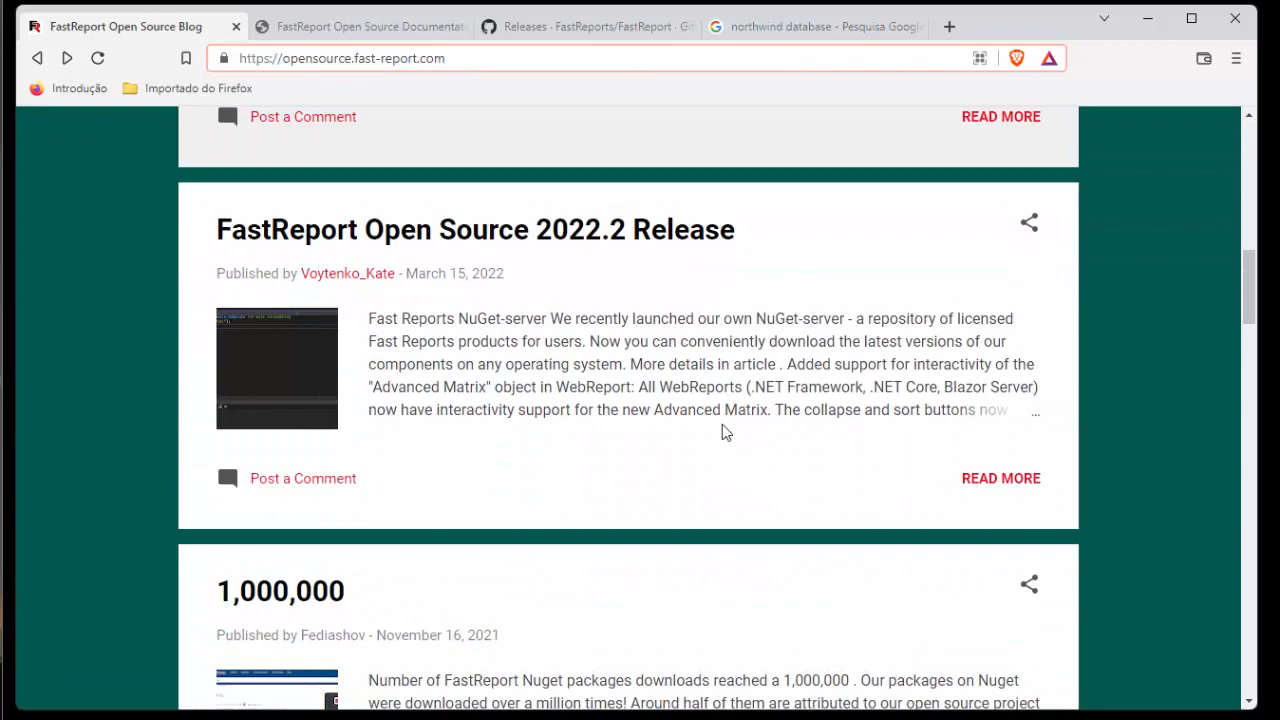 FastReport Open Source Blog
FastReport Open Source Documentat
Releases · FastReports/FastReport · Git
northwind database - Pesquisa Google
https://opensource.fast-report.com
Introdução
Importado do Firefox
Post a Comment
READ MORE
FastReport Open Source 2022.2 Release
Published by Voytenko_Kate - March 15, 2022
Fast Reports NuGet-server We recently launched our own NuGet-server - a repository of licensed
Fast Reports products for users. Now you can conveniently download the latest versions of our
components on any operating system. More details in article . Added support for interactivity of the
"Advanced Matrix" object in WebReport: All WebReports (.NET Framework, .NET Core, Blazor Server)
now have interactivity support for the new Advanced Matrix. The collapse and sort buttons now ...
Post a Comment
READ MORE
1,000,000
Published by Fediashov - November 16, 2021
Number of FastReport Nuget packages downloads reached a 1,000,000 . Our packages on Nuget
were downloaded over a million times! Around half of them are attributed to our open source project